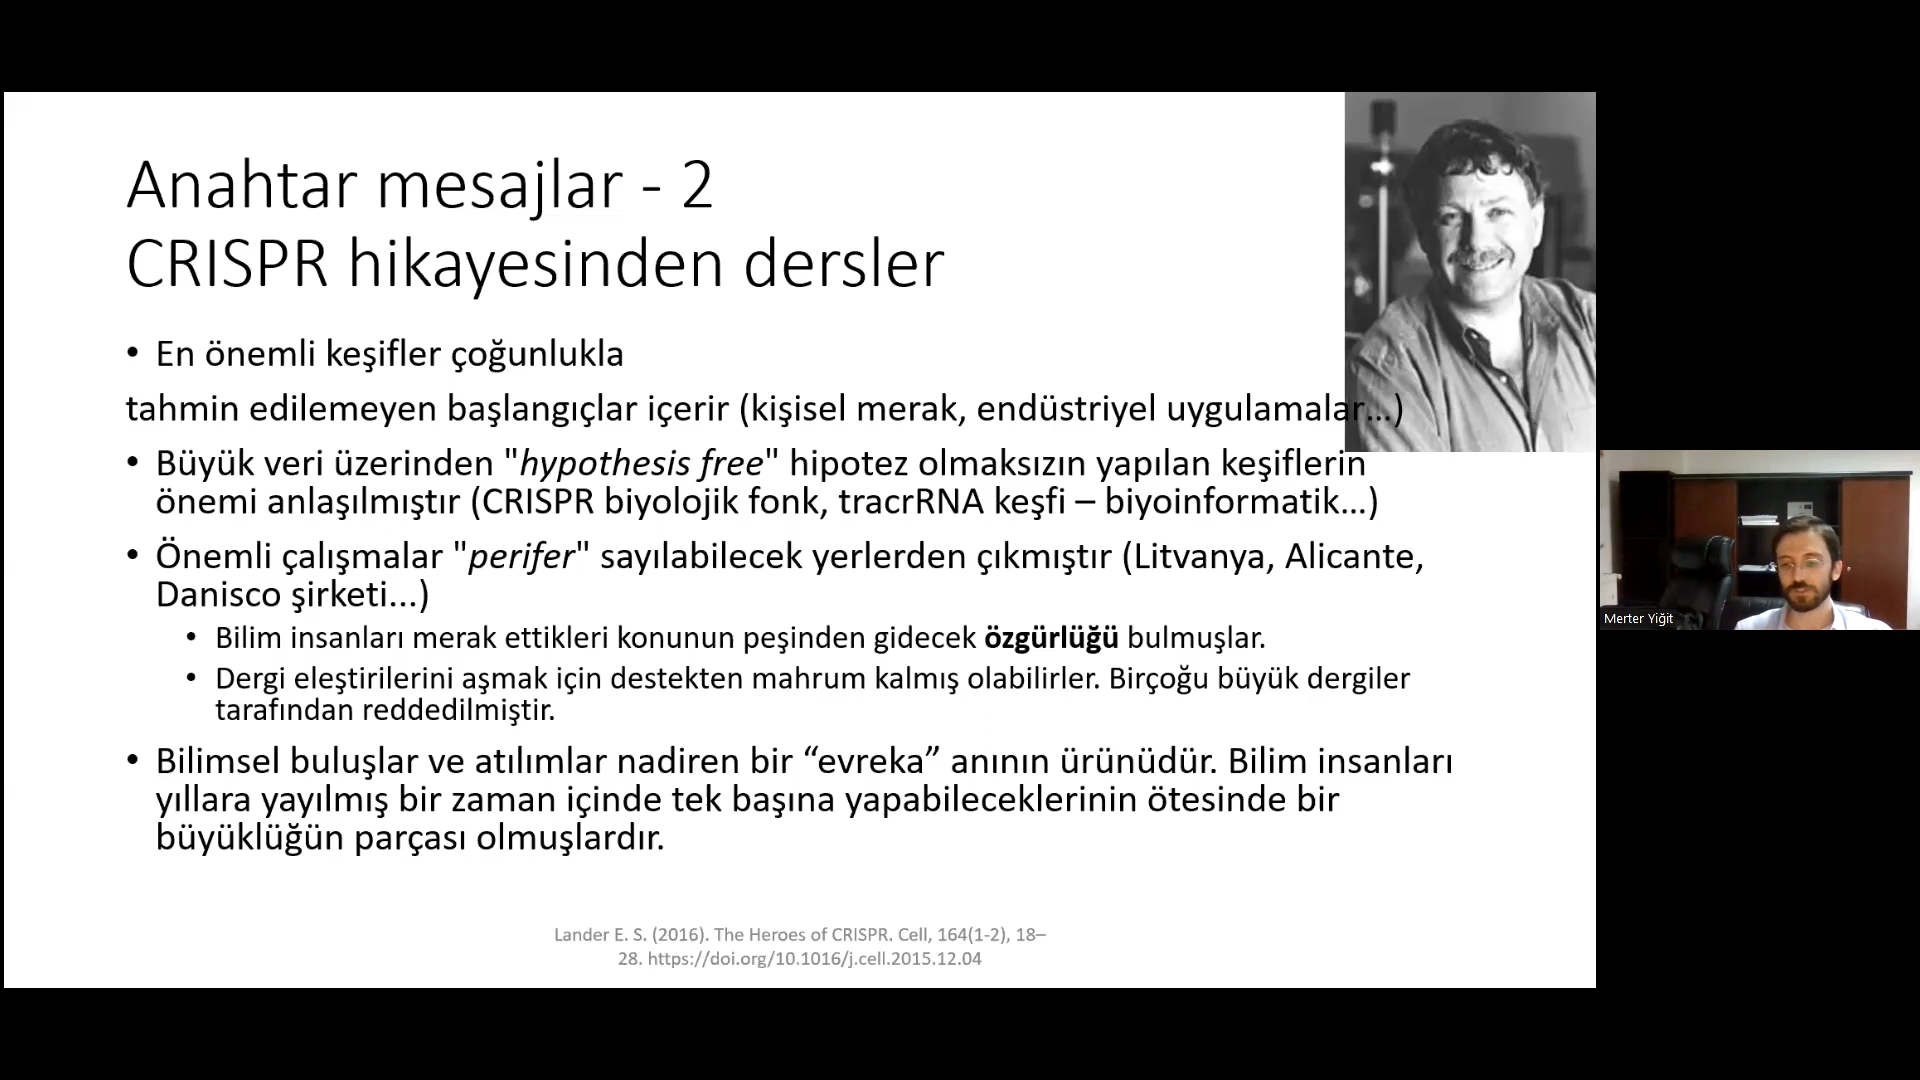 Anahtar mesajlar - 2
CRISPR hikayesinden dersler
• En önemli keşifler çoğunlukla
tahmin edilemeyen başlangıçlar içerir (kişisel merak, endüstriyel uygulamalar...)
• Büyük veri üzerinden "hypothesis free" hipotez olmaksızın yapılan keşiflerin
önemi anlaşılmıştır (CRISPR biyolojik fonk, tracrRNA keşfi – biyoinformatik...)
• Önemli çalışmalar "perifer" sayılabilecek yerlerden çıkmıştır (Litvanya, Alicante,
Danisco şirketi...)
• Bilim insanları merak ettikleri konunun peşinden gidecek özgürlüğü bulmuşlar.
• Dergi eleştirilerini aşmak için destekten mahrum kalmış olabilirler. Birçoğu büyük dergiler
tarafından reddedilmiştir.
• Bilimsel buluşlar ve atılımlar nadiren bir “evreka” anının ürünüdür. Bilim insanları
yıllara yayılmış bir zaman içinde tek başına yapabileceklerinin ötesinde bir
büyüklüğün parçası olmuşlardır.
Lander E. S. (2016). The Heroes of CRISPR. Cell, 164(1-2), 18–
28. https://doi.org/10.1016/j.cell.2015.12.04
Merter Yiğit